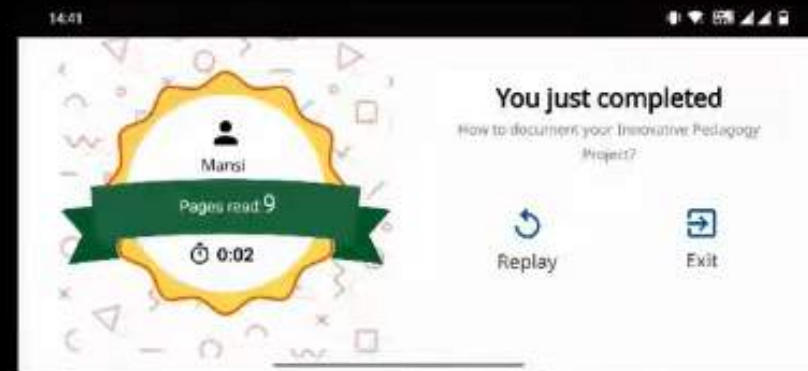 14:41
Mansi
Pages read 9
0:02
You just completed
How to document your Innovative Pedagogy
Project?
Replay
Exit